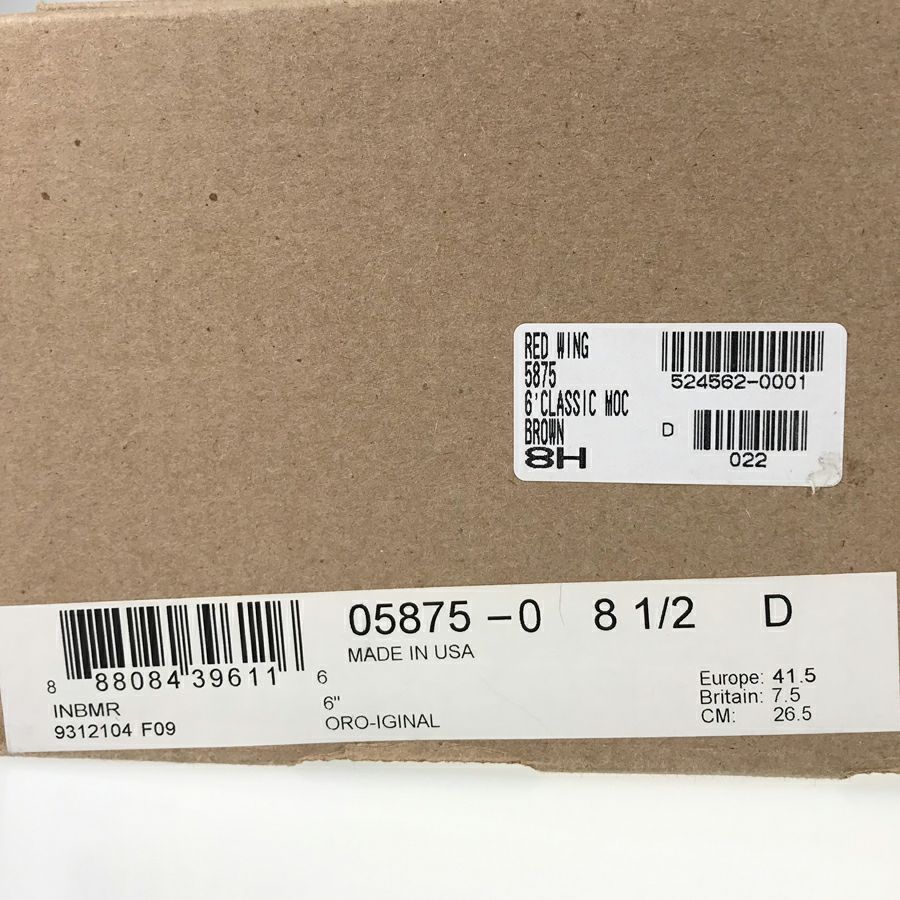 RED WING
5875
6'CLASSIC MOC
BROWN
8H
524562-0001
D
022
05875-0 8 1/2 D
MADE IN USA
8 88084 39611 6
INBMR
9312104 F09
6"
ORO-IGINAL
Europe: 41.5
Britain: 7.5
CM: 26.5